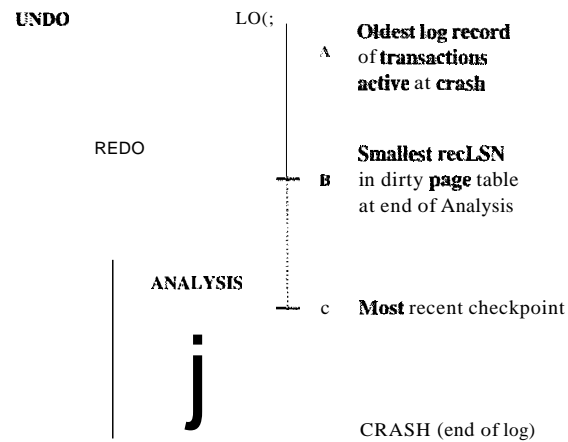 UNDO
LO(;
A
Oldest log record
of transactions
active at crash
REDO
B
Smallest recLSN
in dirty page table
at end of Analysis
ANALYSIS
c
Most recent checkpoint
j
CRASH (end of log)